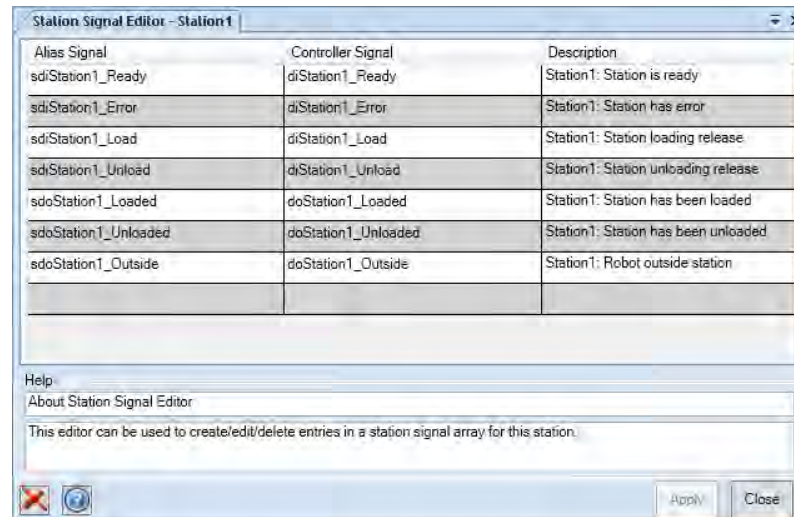 Station Signal Editor - Station1
Alias Signal Controller Signal Description
sdiStation1_Ready diStation1_Ready Station1: Station is ready
sdiStation1_Error diStation1_Error Station1: Station has error
sdiStation1_Load diStation1_Load Station1: Station loading release
sdiStation1_Unload diStation1_Unload Station1: Station unloading release
sdoStation1_Loaded doStation1_Loaded Station1: Station has been loaded
sdoStation1_Unloaded doStation1_Unloaded Station1: Station has been unloaded
sdoStation1_Outside doStation1_Outside Station1: Robot outside station
Help
About Station Signal Editor
This editor can be used to create/edit/delete entries in a station signal array for this station.
Apply Close